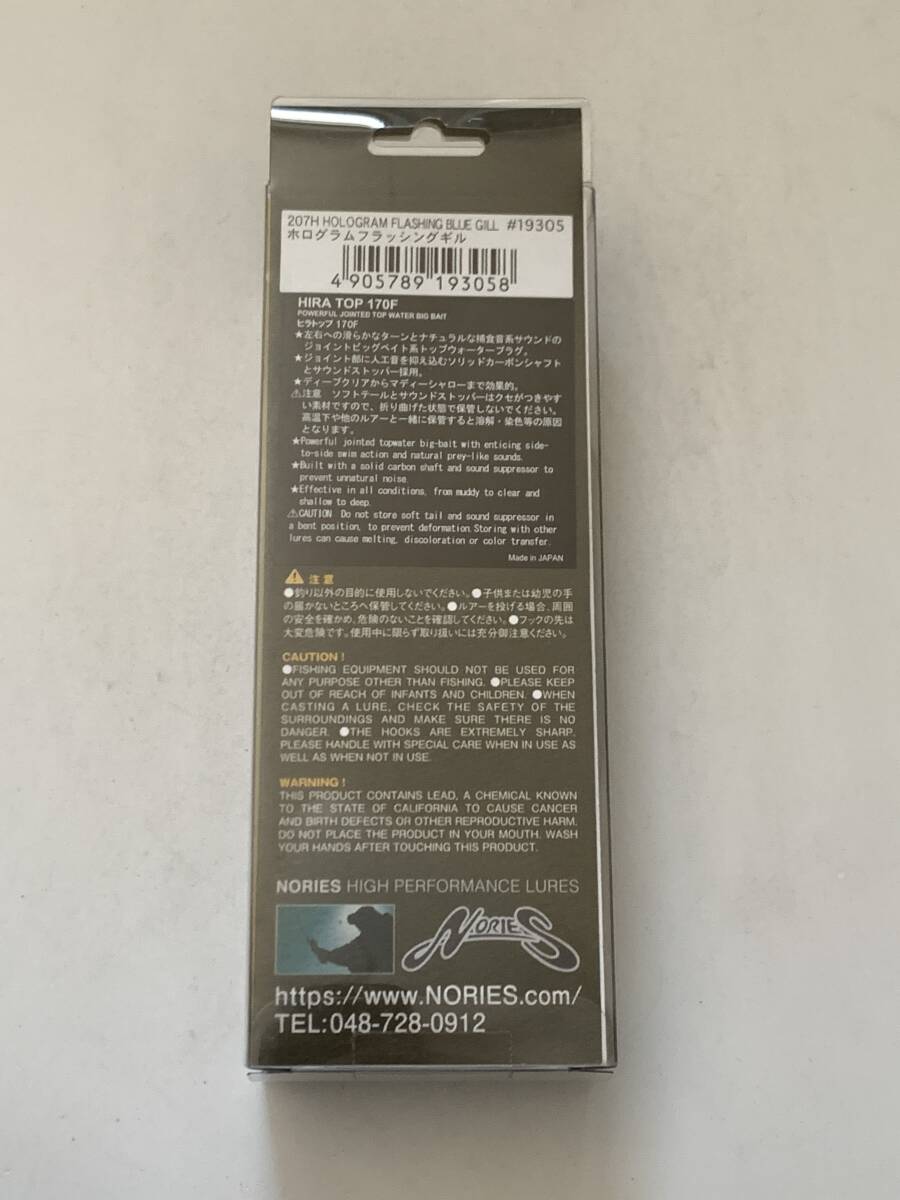 207H HOLOGRAM FLASHING BLUE GILL #19305
ホログラムフラッシングギル
4 905789 193058
HIRA TOP 170F
POWERFUL JOINTED TOP WATER BIG BAIT
ヒラトップ 170F
★左右への滑らかなターンとナチュラルな捕食音系サウンドの
ジョイントビッグベイト系トップウォータープラグ。
★ジョイント部に人工音を抑え込むソリッドカーボンシャフト
とサウンドストッパー採用。
★ディープクリアからマディーシャローまで効果的。
⚠注意 ソフトテールとサウンドストッパーはクセがつきやす
い素材ですので、折り曲げた状態で保管しないでください。
高温下や他のルアーと一緒に保管すると溶解・染色等の原因
となります。
★Powerful jointed topwater big-bait with enticing side-
to-side swim action and natural prey-like sounds.
★Built with a solid carbon shaft and sound suppressor to
prevent unnatural noise.
★Effective in all conditions, from muddy to clear and
shallow to deep.
⚠CAUTION Do not store soft tail and sound suppressor in
a bent position, to prevent deformation.Storing with other
lures can cause melting, discoloration or color transfer.
Made in JAPAN
⚠ 注意
●釣り以外の目的に使用しないでください。●子供または幼児の手
の届かないところへ保管してください。●ルアーを投げる場合、周囲
の安全を確かめ、危険のないことを確認してください。●フックの先は
大変危険です。使用中に限らず取り扱いには充分御注意ください。
CAUTION !
●FISHING EQUIPMENT SHOULD NOT BE USED FOR
ANY PURPOSE OTHER THAN FISHING. ●PLEASE KEEP
OUT OF REACH OF INFANTS AND CHILDREN. ●WHEN
CASTING A LURE, CHECK THE SAFETY OF THE
SURROUNDINGS AND MAKE SURE THERE IS NO
DANGER. ●THE HOOKS ARE EXTREMELY SHARP.
PLEASE HANDLE WITH SPECIAL CARE WHEN IN USE AS
WELL AS WHEN NOT IN USE.
WARNING !
THIS PRODUCT CONTAINS LEAD, A CHEMICAL KNOWN
TO THE STATE OF CALIFORNIA TO CAUSE CANCER
AND BIRTH DEFECTS OR OTHER REPRODUCTIVE HARM.
DO NOT PLACE THE PRODUCT IN YOUR MOUTH. WASH
YOUR HANDS AFTER TOUCHING THIS PRODUCT.
NORIES HIGH PERFORMANCE LURES
NORIES
https://www.NORIES.com/
TEL:048-728-0912